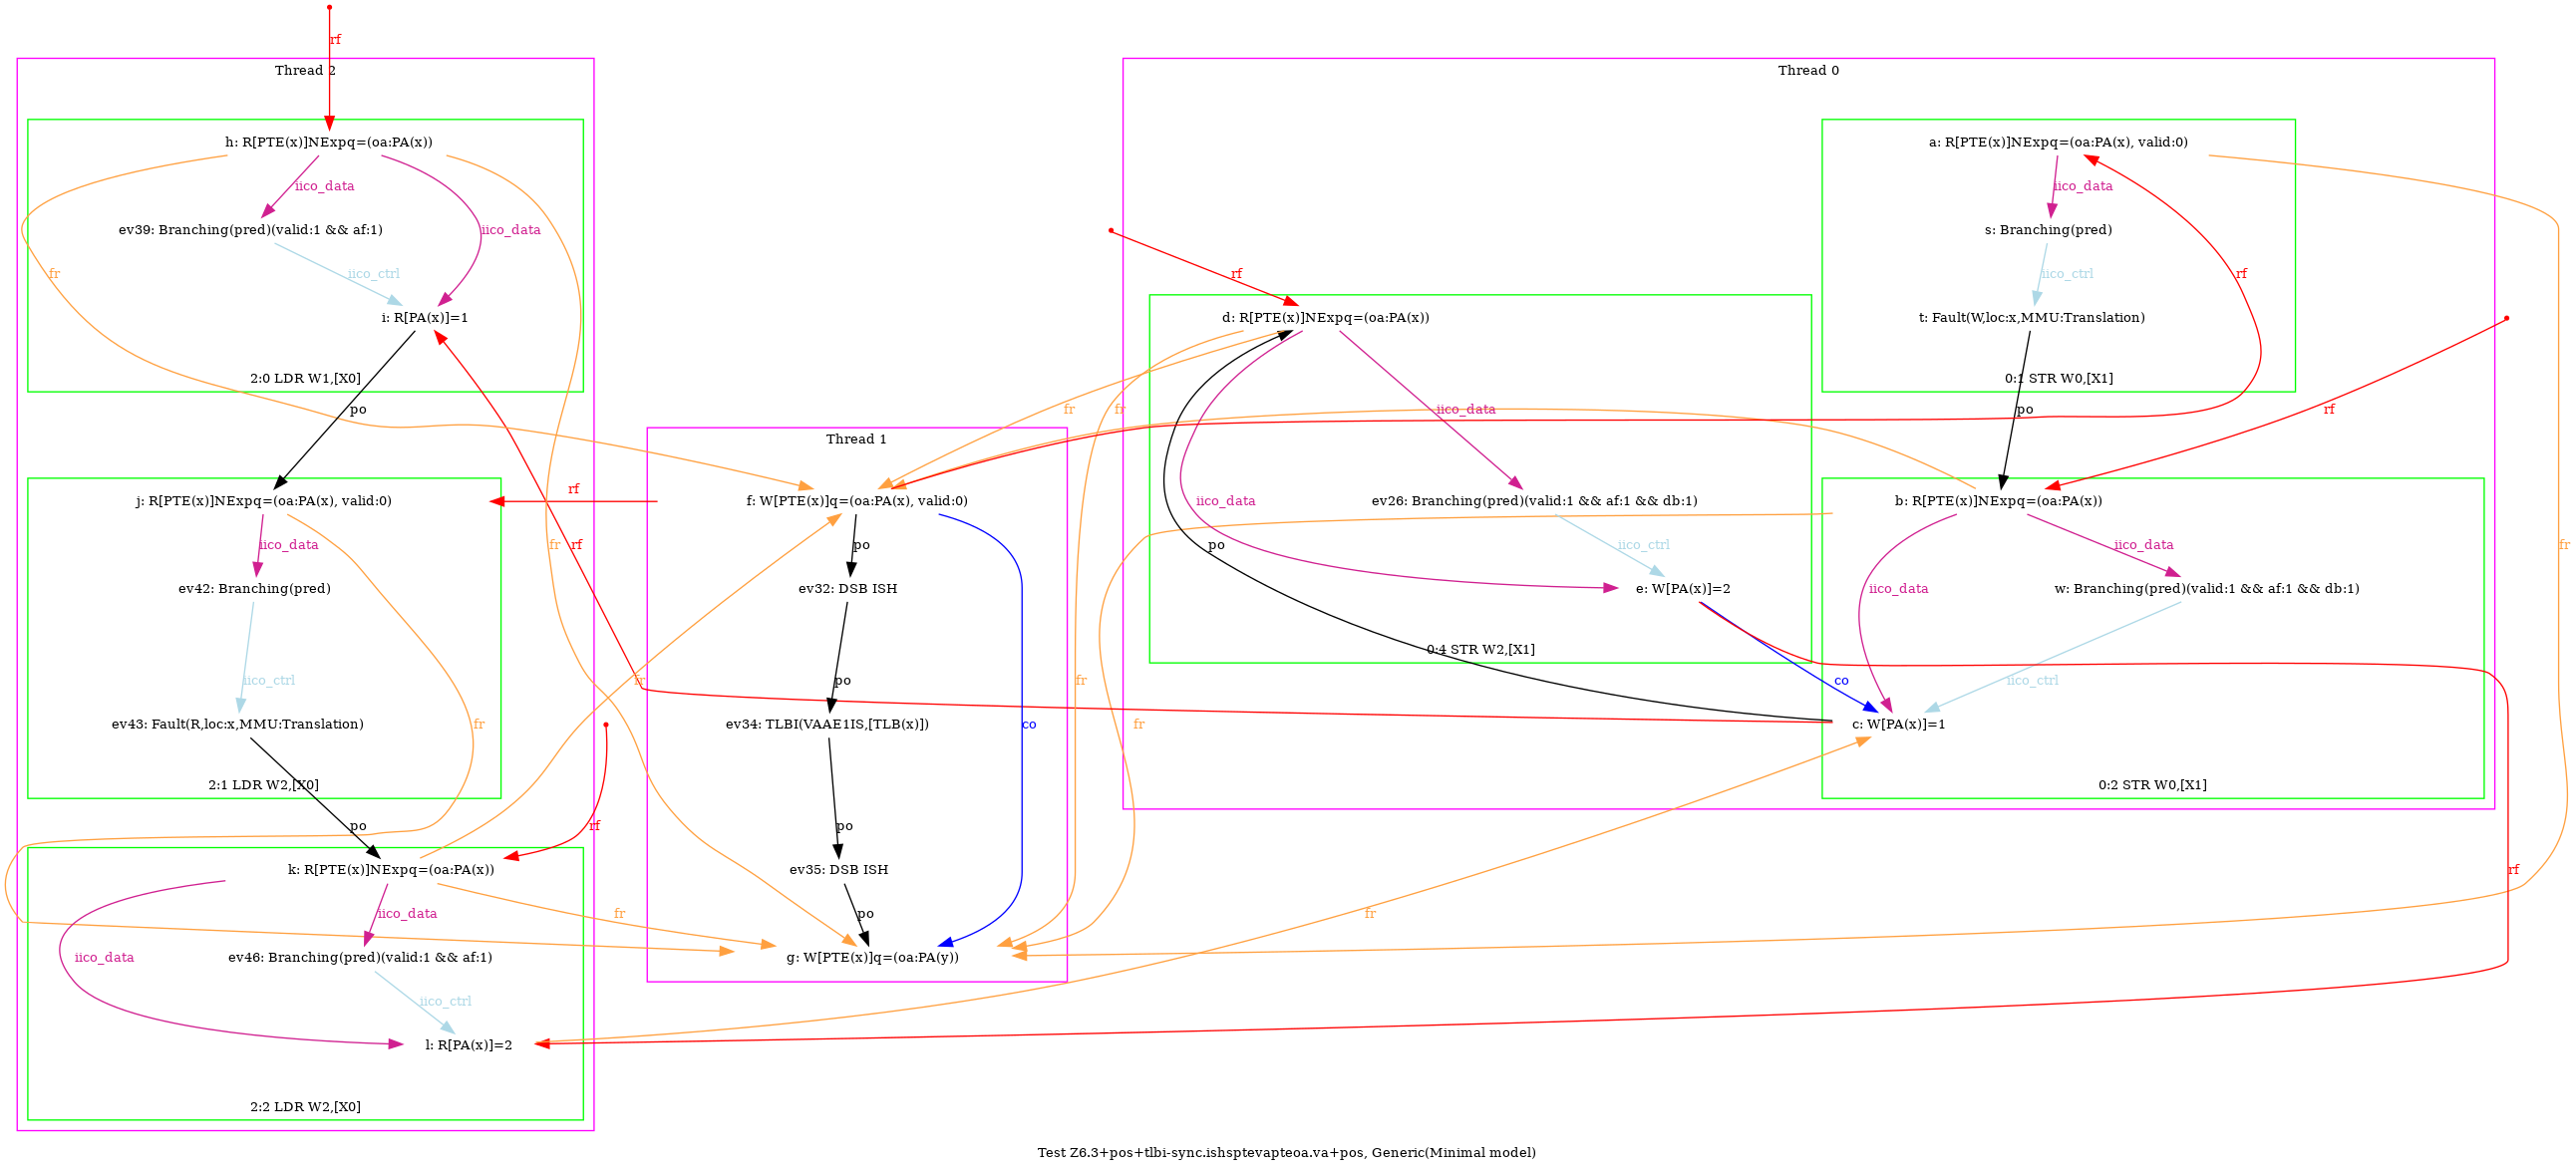 rf
Thread 2
h: R[PTE(x)]NExpq=(oa:PA(x))
iico_data
ev39: Branching(pred)(valid:1 && af:1)
iico_data
fr
iico_ctrl
i: R[PA(x)]=1
2:0 LDR W1,[X0]
po
j: R[PTE(x)]NExpq=(oa:PA(x), valid:0)
rf
iico_data
fr
rf
ev42: Branching(pred)
iico_ctrl
fr
fr
ev43: Fault(R,loc:x,MMU:Translation)
2:1 LDR W2,[X0]
po
rf
k: R[PTE(x)]NExpq=(oa:PA(x))
iico_data
fr
iico_data
ev46: Branching(pred)(valid:1 && af:1)
iico_ctrl
l: R[PA(x)]=2
2:2 LDR W2,[X0]
Thread 1
f: W[PTE(x)]q=(oa:PA(x), valid:0)
po
ev32: DSB ISH
po
ev34: TLBI(VAAE1IS,[TLB(x)])
co
po
ev35: DSB ISH
po
g: W[PTE(x)]q=(oa:PA(y))
Thread 0
a: R[PTE(x)]NExpq=(oa:PA(x), valid:0)
iico_data
s: Branching(pred)
iico_ctrl
rf
t: Fault(W,loc:x,MMU:Translation)
0:1 STR W0,[X1]
po
rf
rf
d: R[PTE(x)]NExpq=(oa:PA(x))
fr
fr
iico_data
iico_data
ev26: Branching(pred)(valid:1 && af:1 && db:1)
po
iico_ctrl
e: W[PA(x)]=2
0:4 STR W2,[X1]
fr
fr
co
b: R[PTE(x)]NExpq=(oa:PA(x))
iico_data
iico_data
w: Branching(pred)(valid:1 && af:1 && db:1)
iico_ctrl
c: W[PA(x)]=1
0:2 STR W0,[X1]
fr
rf
fr
Test Z6.3+pos+tlbi-sync.ishsptevapteoa.va+pos, Generic(Minimal model)